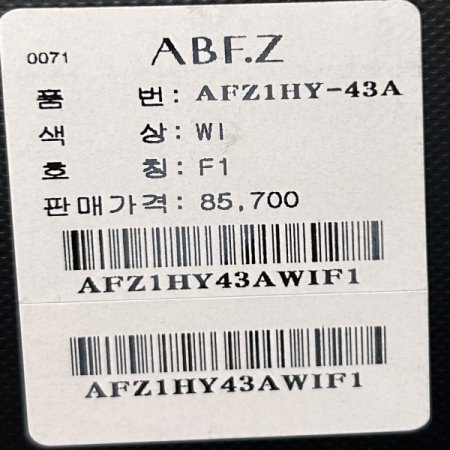 0071 ABF.Z
품 번: AFZ1HY-43A
색 상: WI
호 칭: F1
판매가격: 85,700
AFZ1HY43AWIF1
AFZ1HY43AWIF1